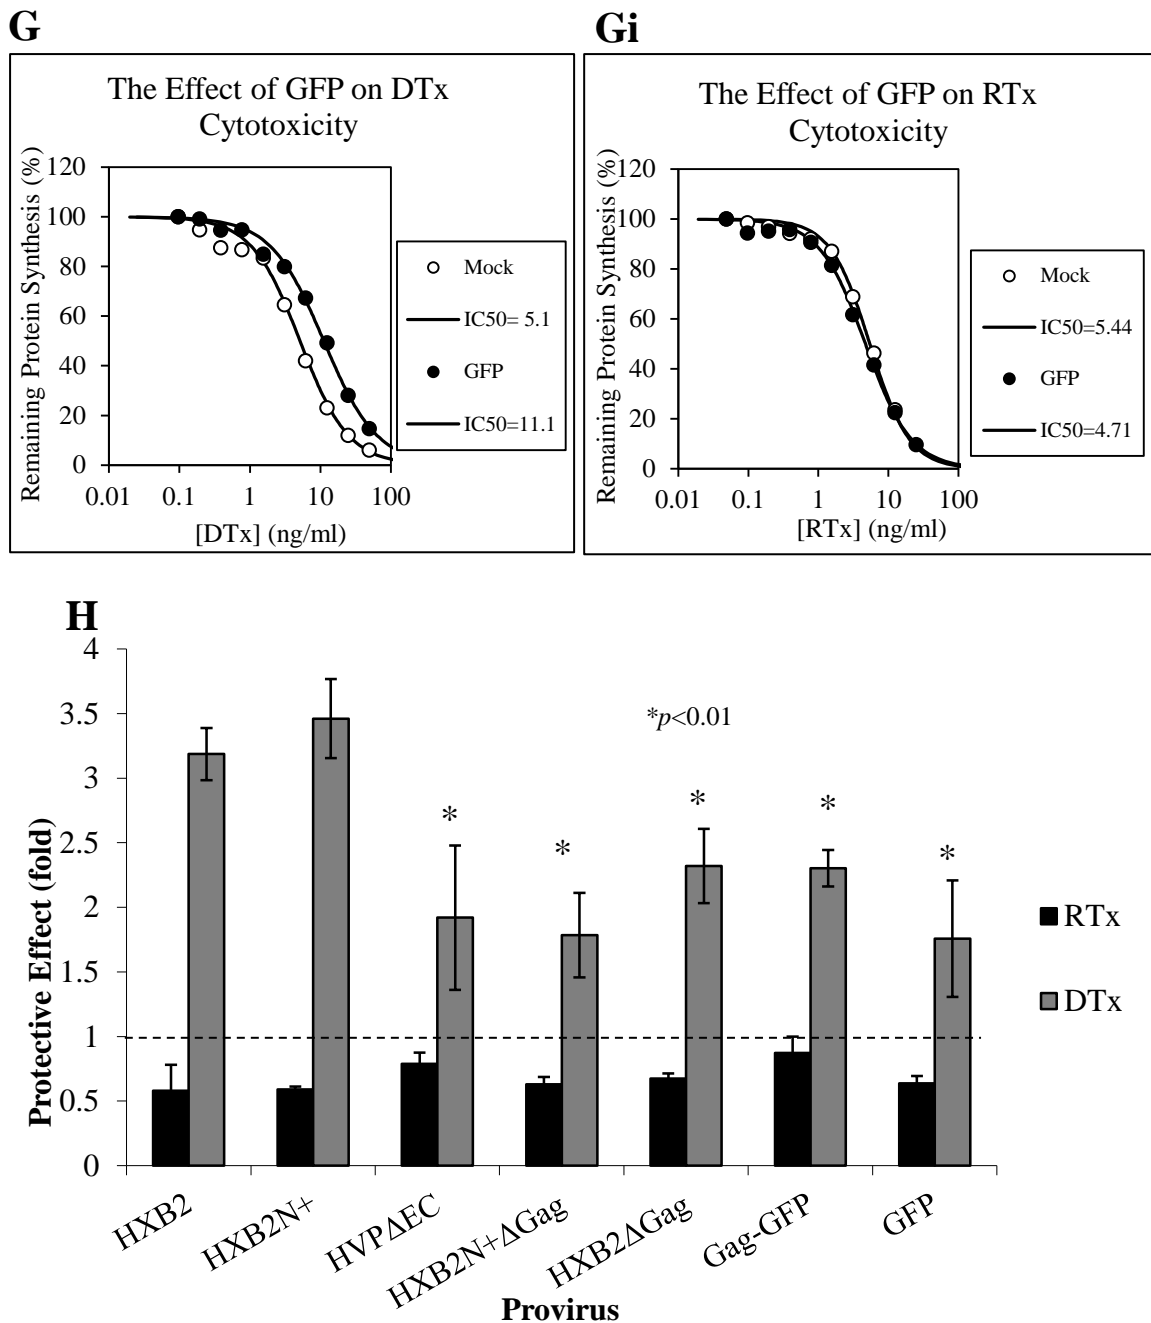 G
The Effect of GFP on DTx
Cytotoxicity
Remaining Protein Synthesis (%)
120
100
80
60
40
20
0
0.01
0.1
1
10
100
[DTx] (ng/ml)
Mock
IC50= 5.1
GFP
IC50=11.1
Gi
The Effect of GFP on RTx
Cytotoxicity
Remaining Protein Synthesis (%)
120
100
80
60
40
20
0
0.01
0.1
1
10
100
[RTx] (ng/ml)
Mock
IC50=5.44
GFP
IC50=4.71
H
Protective Effect (fold)
4
3.5
3
2.5
2
1.5
1
0.5
0
*p<0.01
*
*
*
*
*
RTx
DTx
HXB2
HXB2N+
HVPΔEC
HXB2N+ΔGag
HXB2ΔGag
Gag-GFP
GFP
Provirus